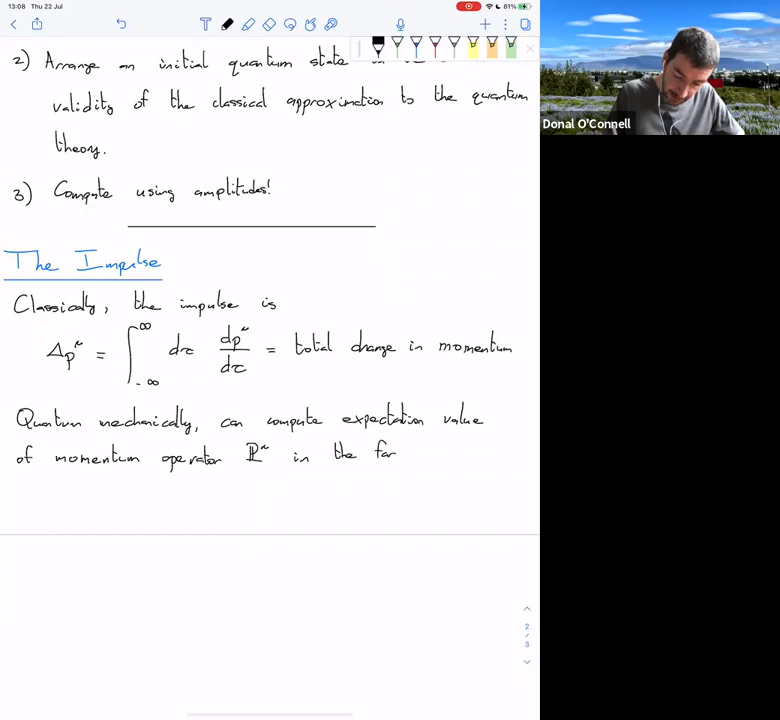 13:08 Thu 22 Jul
81%
2) Arrange an initial quantum state in
validity of the classical approximation to the quantum
theory.
3) Compute using amplitudes!
The Impulse
Classically, the impulse is
Δp^μ = ∫_{-∞}^{∞} dτ dp^μ/dτ = total change in momentum
Quantum mechanically, can compute expectation value
of momentum operator ℙ^μ in the far
2
/
3
Donal O'Connell